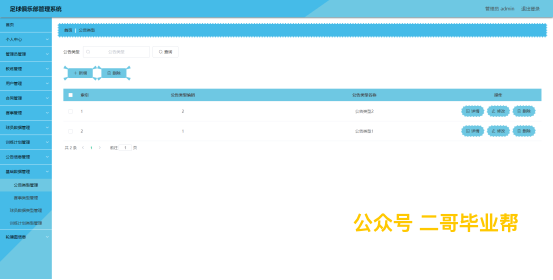 足球俱乐部管理系统
管理员 admin 退出登录
首页
个人中心
管理员管理
教练管理
用户管理
合同管理
赛事管理
球员数据管理
训练计划管理
公告信息管理
基础数据管理
公告类型管理
赛事类型管理
球员数据类型管理
训练计划类型管理
轮播图信息
首页 公告类型
公告类型 公告类型 查询
新增 删除
索引 公告类型编码 公告类型名称 操作
1 2 公告类型2 详情 修改 删除
2 1 公告类型1 详情 修改 删除
共 2 条 1 前往 1 页
公众号 二哥毕业帮